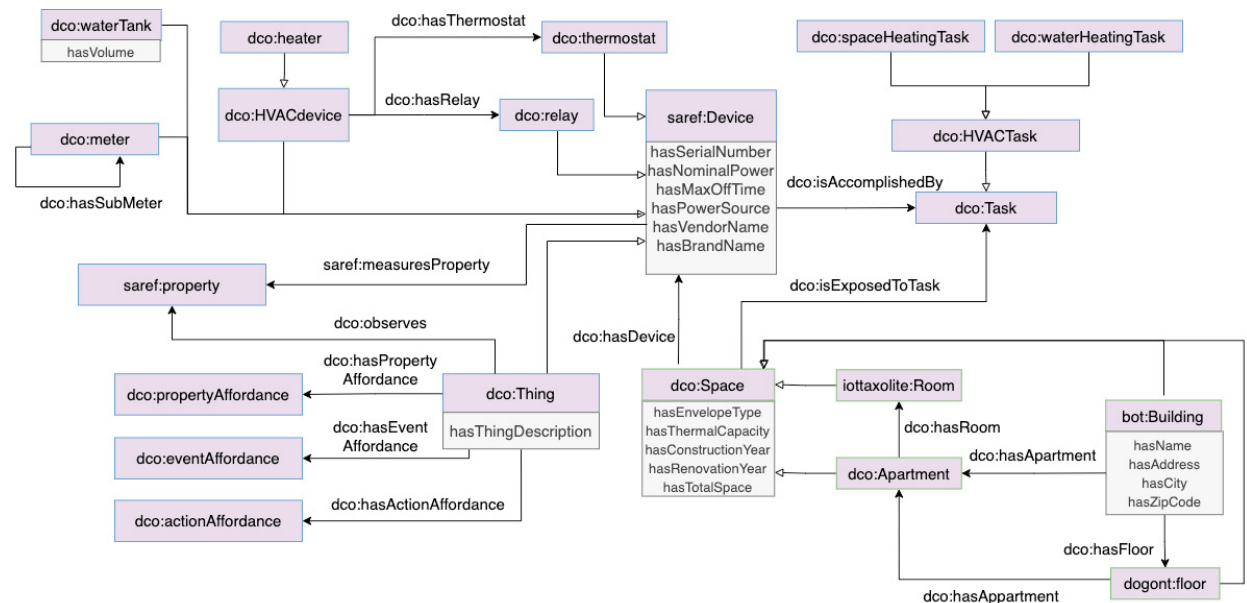 dco:waterTank
hasVolume
dco:heater
dco:hasThermostat
dco:thermostat
dco:spaceHeatingTask
dco:waterHeatingTask
dco:HVACdevice
dco:hasRelay
dco:relay
saref:Device
hasSerialNumber
hasNominalPower
hasMaxOffTime
hasPowerSource
hasVendorName
hasBrandName
dco:HVACTask
dco:meter
dco:hasSubMeter
dco:isAccomplishedBy
dco:Task
saref:measuresProperty
saref:property
dco:isExposedToTask
dco:observes
dco:hasDevice
dco:hasProperty
Affordance
dco:propertyAffordance
dco:Thing
hasThingDescription
dco:hasEvent
Affordance
dco:eventAffordance
dco:hasActionAffordance
dco:actionAffordance
dco:Space
hasEnvelopeType
hasThermalCapacity
hasConstructionYear
hasRenovationYear
hasTotalSpace
iottaxolite:Room
dco:hasRoom
dco:Apartment
dco:hasApartment
bot:Building
hasName
hasAddress
hasCity
hasZipCode
dco:hasFloor
dogont:floor
dco:hasAppartment